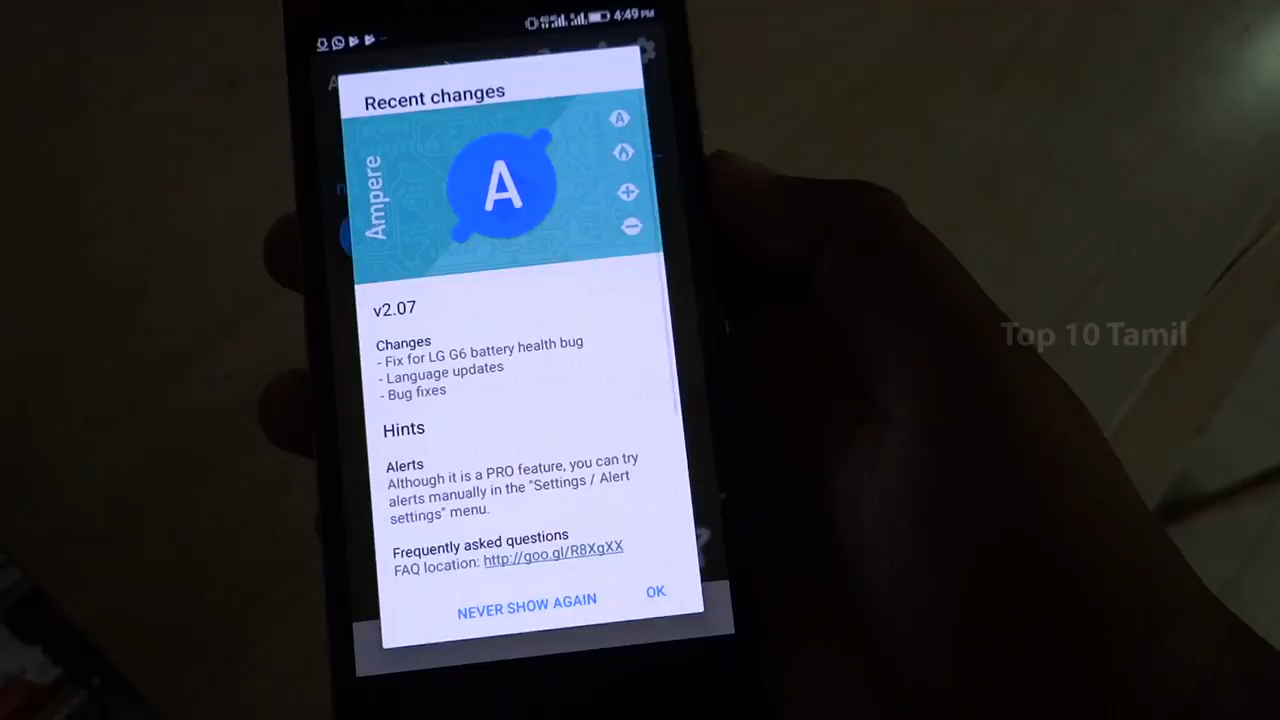 4:49 PM
Recent changes
Ampere
A
A
v2.07
Changes
- Fix for LG G6 battery health bug
- Language updates
- Bug fixes
Hints
Alerts
Although it is a PRO feature, you can try
alerts manually in the "Settings / Alert
settings" menu.
Frequently asked questions
FAQ location: http://goo.gl/R8XgXX
NEVER SHOW AGAIN
OK
Top 10 Tamil